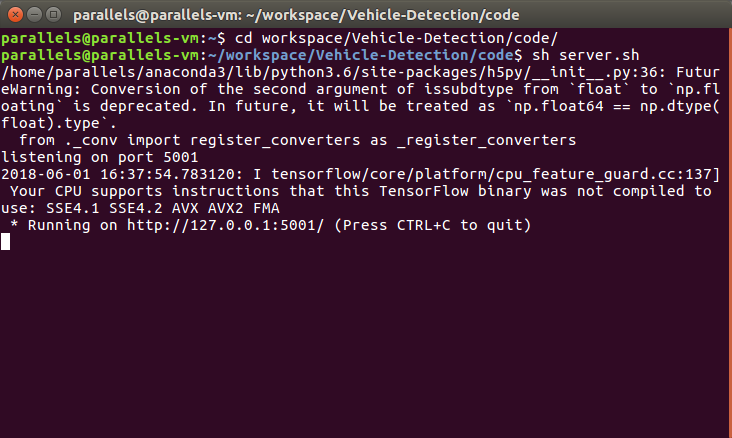 parallels@parallels-vm: ~/workspace/Vehicle-Detection/code
parallels@parallels-vm:~$ cd workspace/Vehicle-Detection/code/
parallels@parallels-vm:~/workspace/Vehicle-Detection/code$ sh server.sh
/home/parallels/anaconda3/lib/python3.6/site-packages/h5py/__init__.py:36: Futur
eWarning: Conversion of the second argument of issubdtype from `float` to `np.fl
oating` is deprecated. In future, it will be treated as `np.float64 == np.dtype(
float).type`.
  from ._conv import register_converters as _register_converters
listening on port 5001
2018-06-01 16:37:54.783120: I tensorflow/core/platform/cpu_feature_guard.cc:137]
 Your CPU supports instructions that this TensorFlow binary was not compiled to
use: SSE4.1 SSE4.2 AVX AVX2 FMA
 * Running on http://127.0.0.1:5001/ (Press CTRL+C to quit)